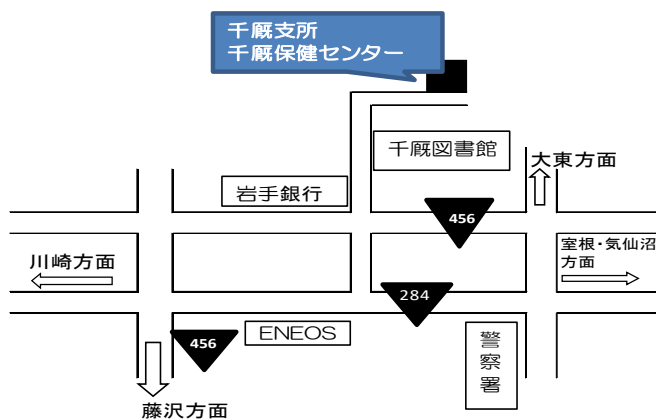 千厩支所
千厩保健センター
千厩図書館
大東方面
岩手銀行
456
川崎方面
室根・気仙沼
方面
284
456
ENEOS
警察署
藤沢方面